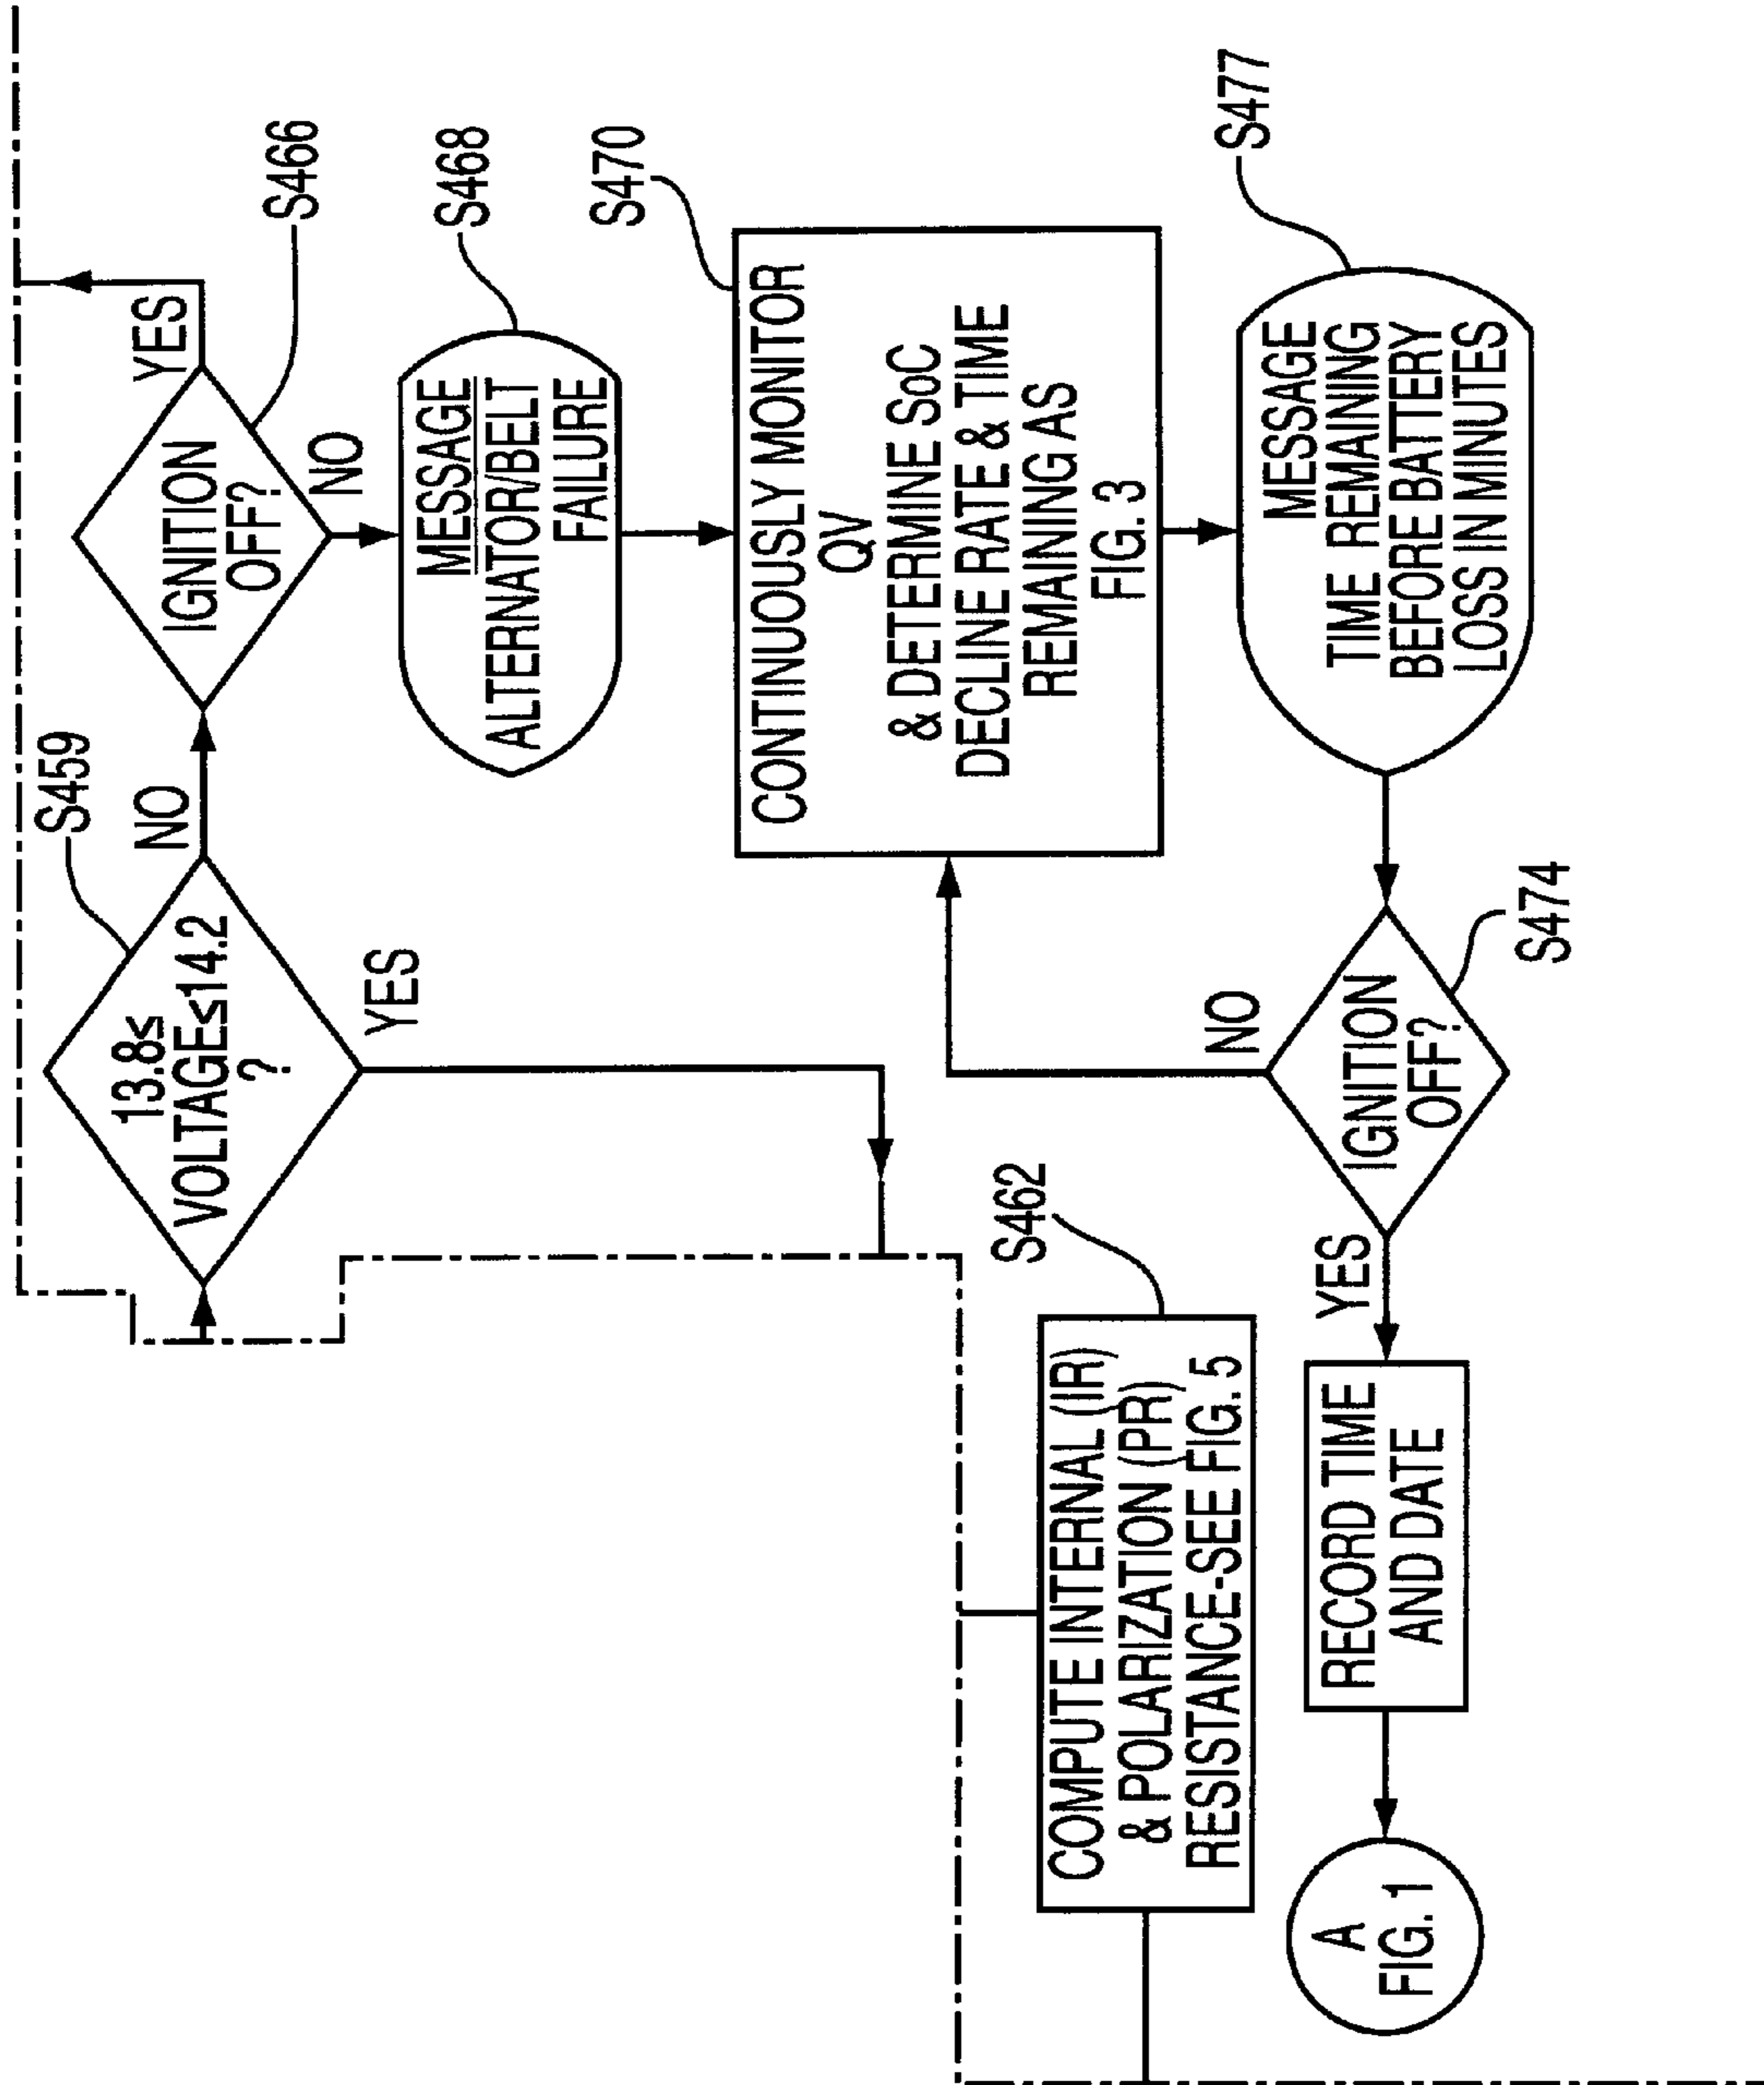 S459
13.8≤
VOLTAGE≤14.2
?
NO
YES
IGNITION
OFF?
YES
NO
S466
MESSAGE
ALTERNATOR/BELT
FAILURE
S468
CONTINUOUSLY MONITOR
QV
& DETERMINE SoC
DECLINE RATE & TIME
REMAINING AS
FIG. 3
S470
MESSAGE
TIME REMAINING
BEFORE BATTERY
LOSS IN MINUTES
S477
IGNITION
OFF?
NO
YES
S474
COMPUTE INTERNAL (IR)
& POLARIZATION (PR)
RESISTANCE-SEE FIG. 5
S462
RECORD TIME
AND DATE
A
FIG. 1